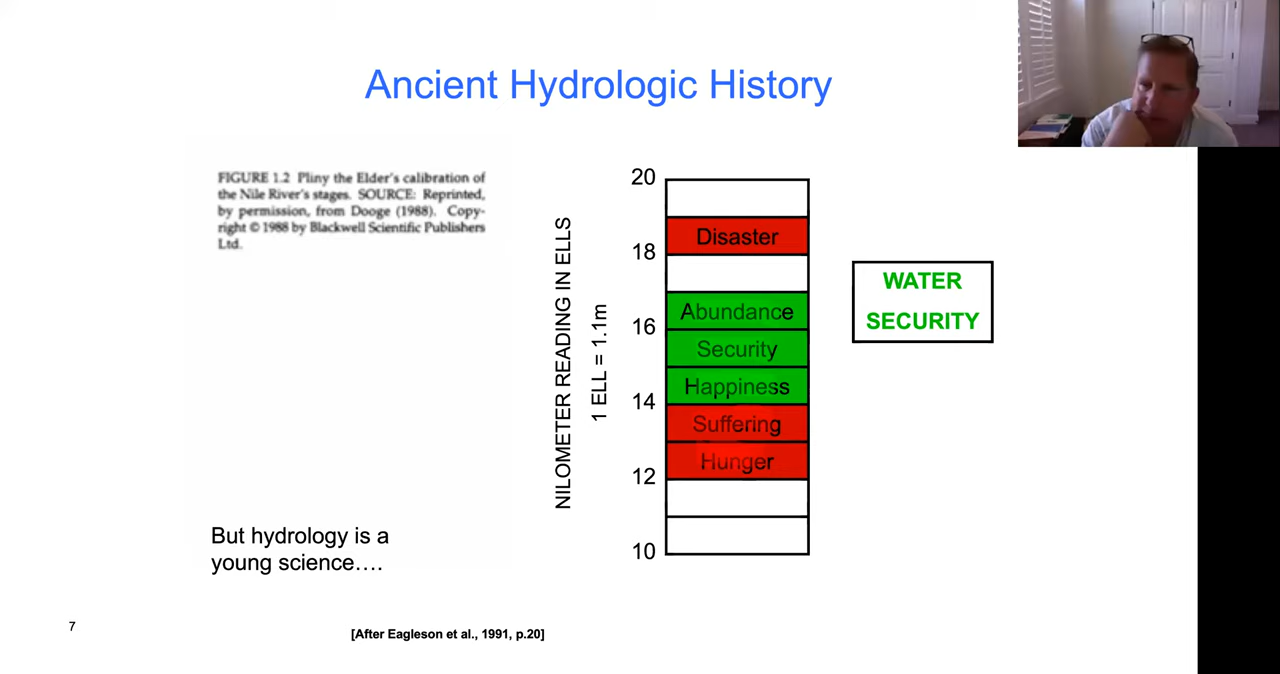 Ancient Hydrologic History
FIGURE 1.2 Pliny the Elder's calibration of
the Nile River's stages. SOURCE: Reprinted,
by permission, from Dooge (1988). Copy-
right © 1988 by Blackwell Scientific Publishers
Ltd.
But hydrology is a
young science….
NILOMETER READING IN ELLS
1 ELL = 1.1m
20
Disaster
18
Abundance
16
Security
Happiness
14
Suffering
Hunger
12
10
WATER
SECURITY
7
[After Eagleson et al., 1991, p.20]